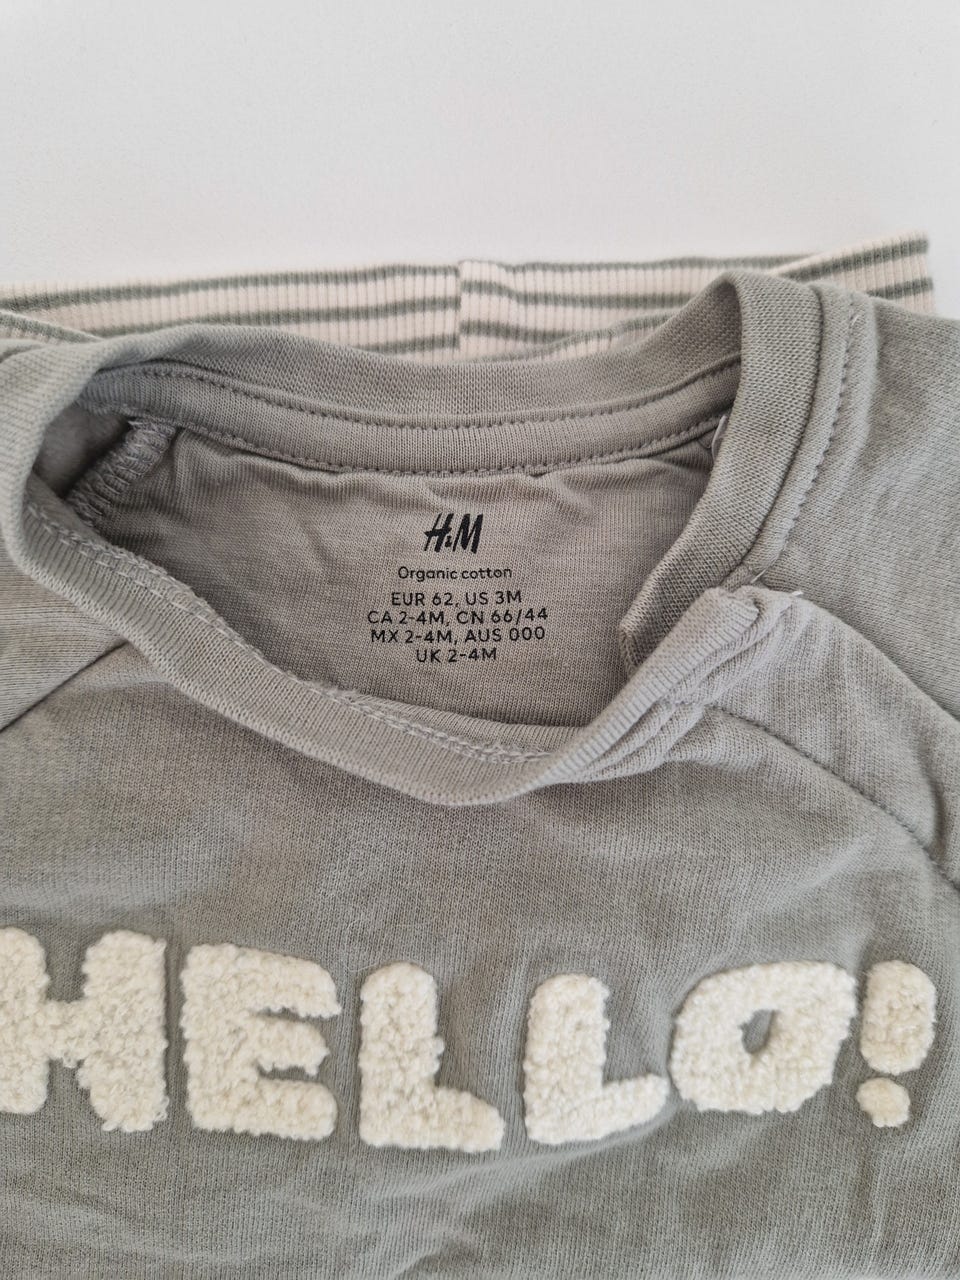 H&M
Organic cotton
EUR 62, US 3M
CA 2-4M, CN 66/44
MX 2-4M, AUS 000
UK 2-4M
HELLO!